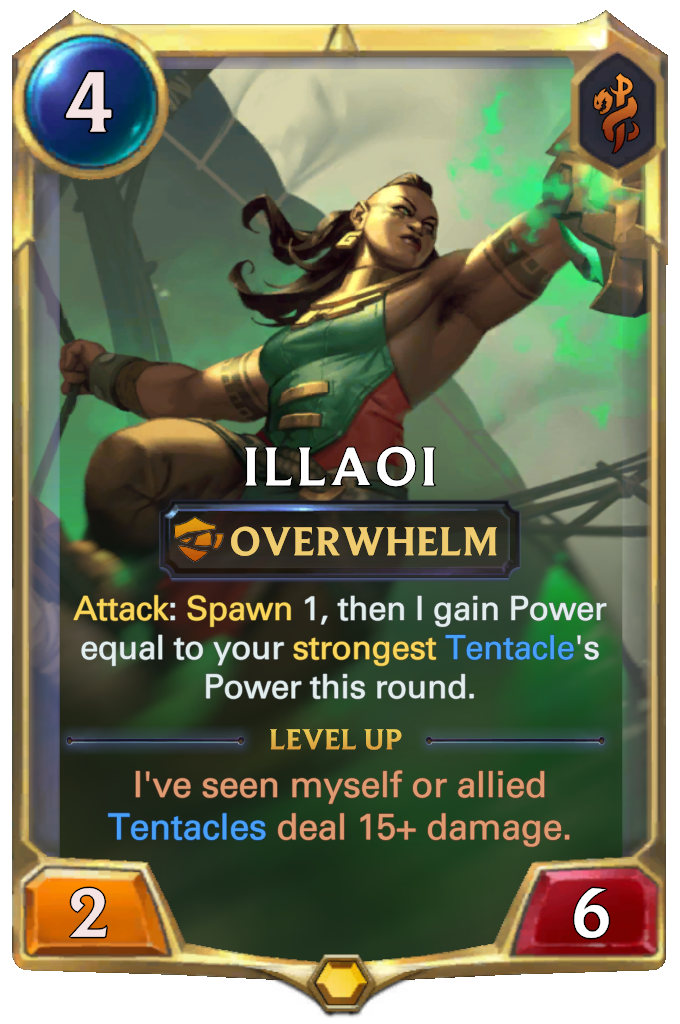 4
ILLAOI
OVERWHELM
Attack: Spawn 1, then I gain Power
equal to your strongest Tentacle's
Power this round.
LEVEL UP
I've seen myself or allied
Tentacles deal 15+ damage.
2
6